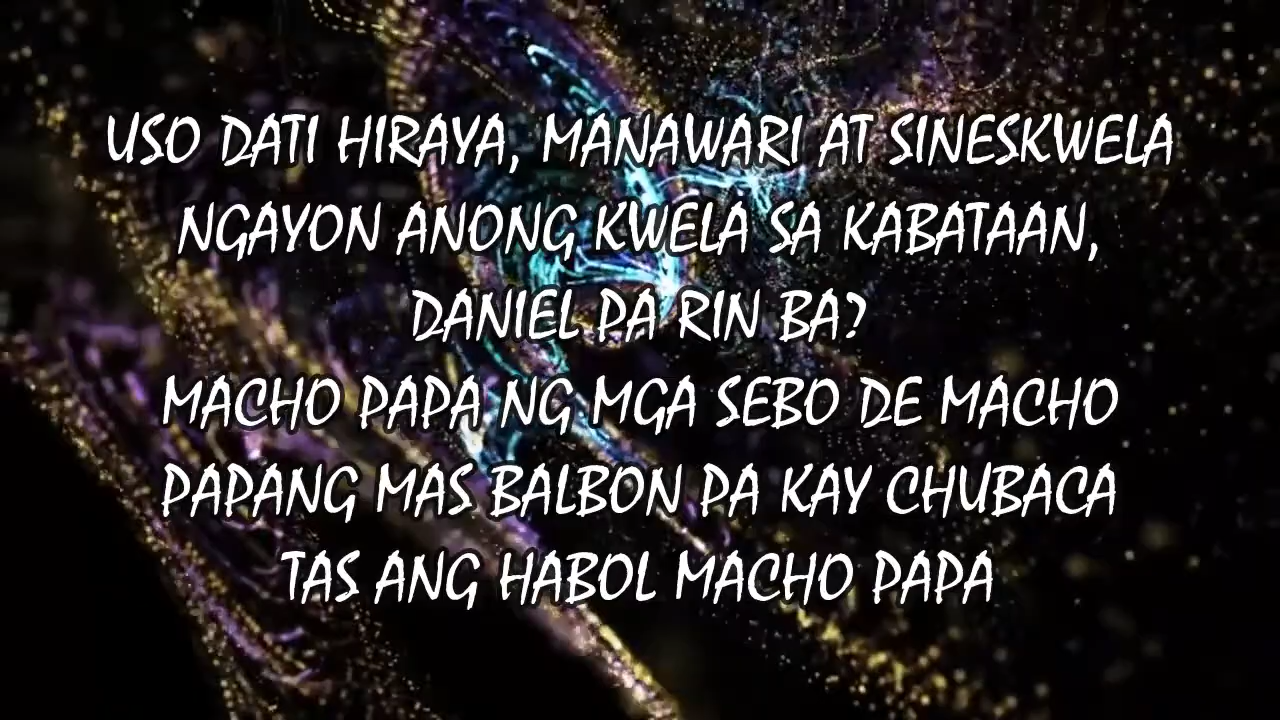 USO DATI HIRAYA, MANAWARI AT SINESKWELA
NGAYON ANONG KWELA SA KABATAAN,
DANIEL PA RIN BA?
MACHO PAPA NG MGA SEBO DE MACHO
PAPANG MAS BALBON PA KAY CHUBACA
TAS ANG HABOL MACHO PAPA